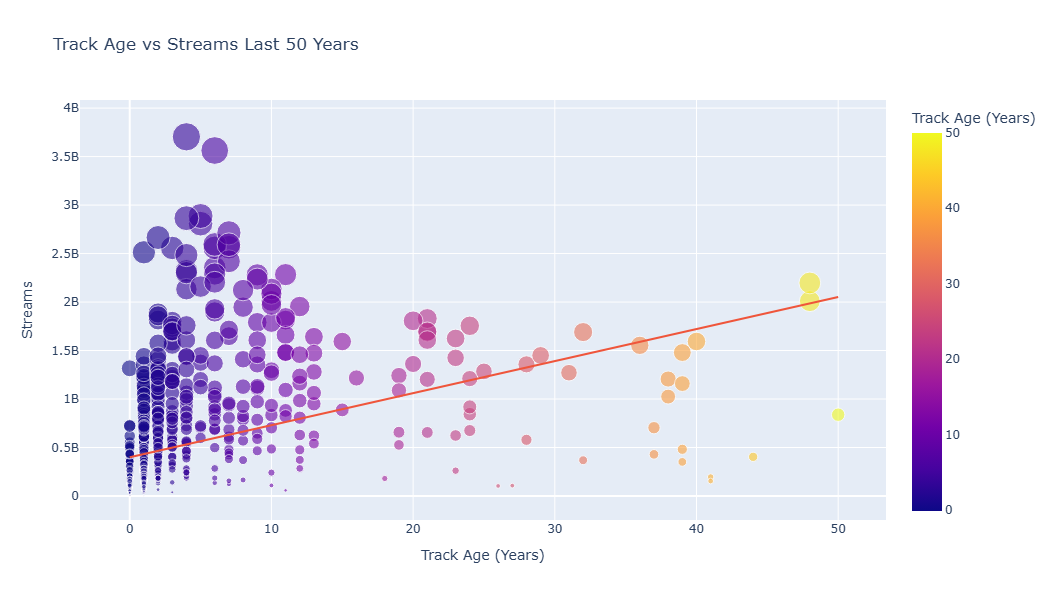 Track Age vs Streams Last 50 Years
Track Age (Years)
4B
3.5B
3B
2.5B
2B
1.5B
1B
0.5B
0
Streams
50
40
30
20
10
0
0
10
20
30
40
50
Track Age (Years)